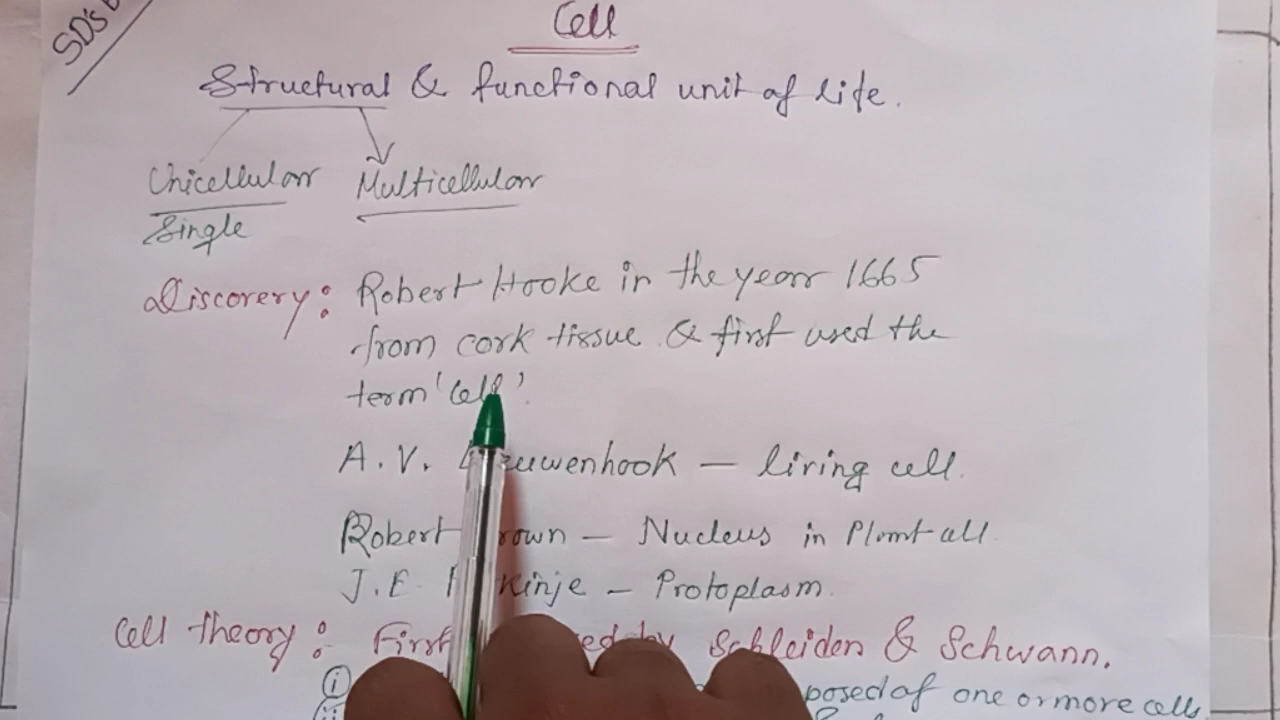 SD's
Cell
Structural & functional unit of life.
Unicellular Multicellular
Single
Discovery: Robert Hooke in the year 1665
from cork tissue & first used the
term 'Cell'.
A. V. uwenhook — living cell.
Robert rown — Nucleus in Plant cell.
J. E. kinje — Protoplasm.
Cell theory: First ed by Schleiden & Schwann.
(i) posed of one or more cells
(ii)